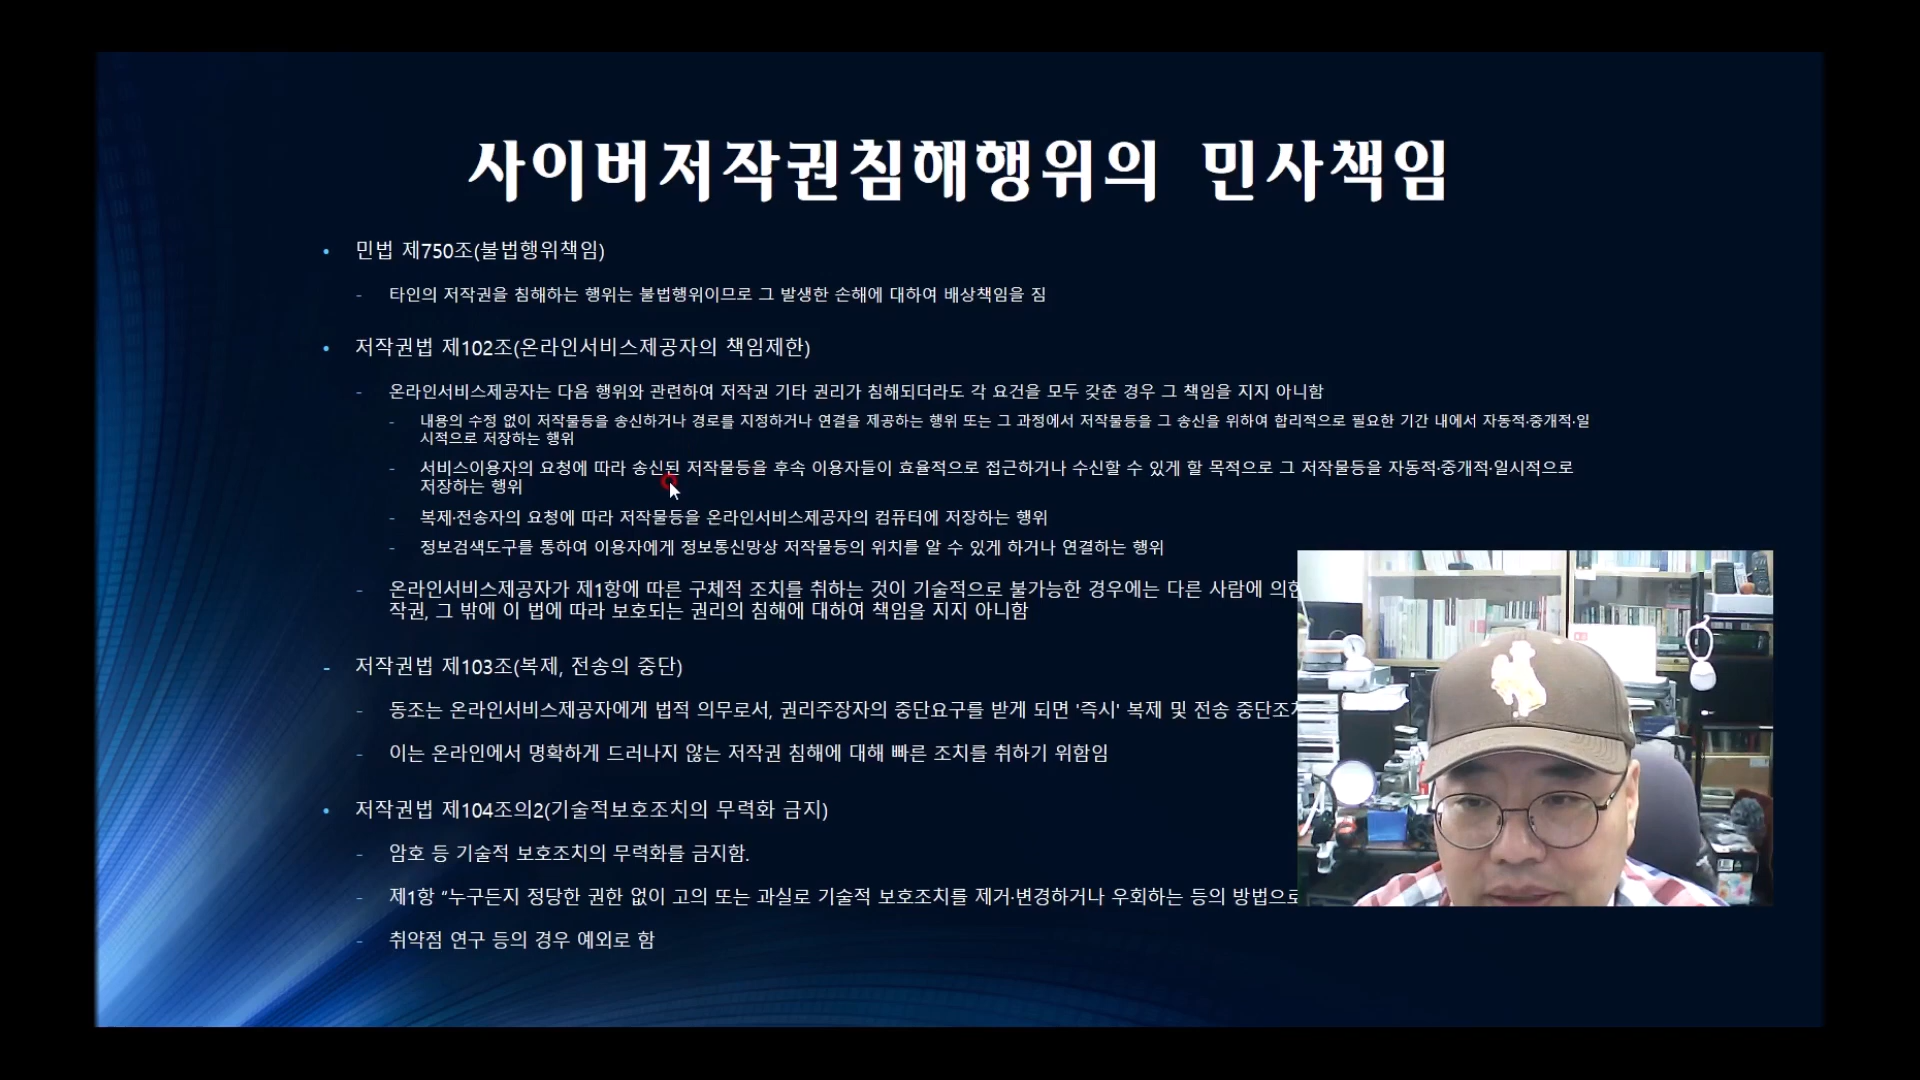 사이버저작권침해행위의 민사책임
• 민법 제750조(불법행위책임)
- 타인의 저작권을 침해하는 행위는 불법행위이므로 그 발생한 손해에 대하여 배상책임을 짐
• 저작권법 제102조(온라인서비스제공자의 책임제한)
- 온라인서비스제공자는 다음 행위와 관련하여 저작권 기타 권리가 침해되더라도 각 요건을 모두 갖춘 경우 그 책임을 지지 아니함
- 내용의 수정 없이 저작물등을 송신하거나 경로를 지정하거나 연결을 제공하는 행위 또는 그 과정에서 저작물등을 그 송신을 위하여 합리적으로 필요한 기간 내에서 자동적·중개적·일
시적으로 저장하는 행위
- 서비스이용자의 요청에 따라 송신된 저작물등을 후속 이용자들이 효율적으로 접근하거나 수신할 수 있게 할 목적으로 그 저작물등을 자동적·중개적·일시적으로
저장하는 행위
- 복제·전송자의 요청에 따라 저작물등을 온라인서비스제공자의 컴퓨터에 저장하는 행위
- 정보검색도구를 통하여 이용자에게 정보통신망상 저작물등의 위치를 알 수 있게 하거나 연결하는 행위
- 온라인서비스제공자가 제1항에 따른 구체적 조치를 취하는 것이 기술적으로 불가능한 경우에는 다른 사람에 의한
작권, 그 밖에 이 법에 따라 보호되는 권리의 침해에 대하여 책임을 지지 아니함
- 저작권법 제103조(복제, 전송의 중단)
- 동조는 온라인서비스제공자에게 법적 의무로서, 권리주장자의 중단요구를 받게 되면 '즉시' 복제 및 전송 중단조치
- 이는 온라인에서 명확하게 드러나지 않는 저작권 침해에 대해 빠른 조치를 취하기 위함임
• 저작권법 제104조의2(기술적보호조치의 무력화 금지)
- 암호 등 기술적 보호조치의 무력화를 금지함.
- 제1항 “누구든지 정당한 권한 없이 고의 또는 과실로 기술적 보호조치를 제거·변경하거나 우회하는 등의 방법으로
- 취약점 연구 등의 경우 예외로 함